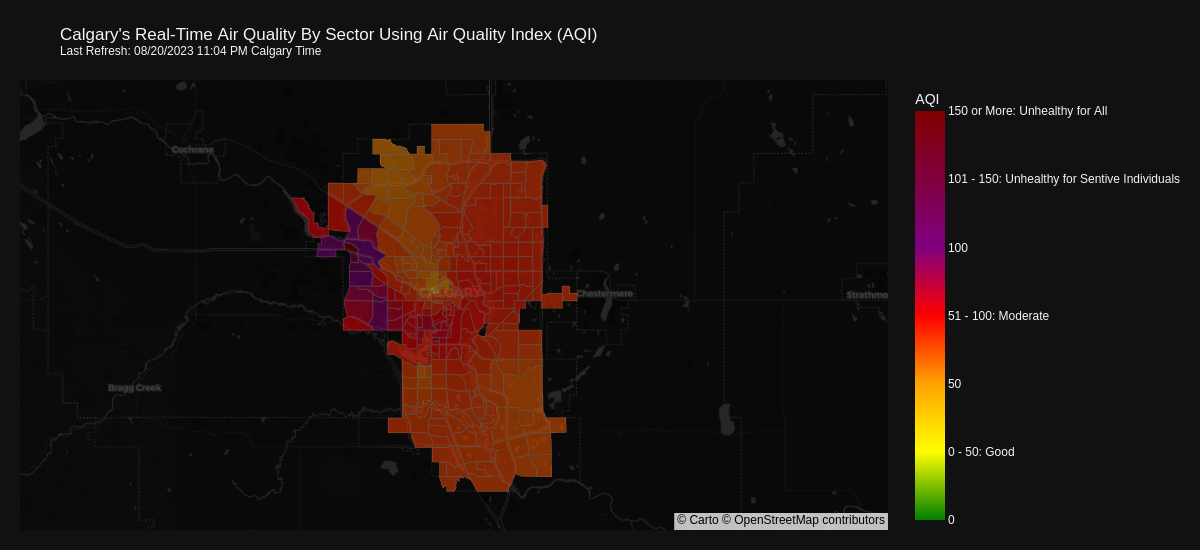 Calgary's Real-Time Air Quality By Sector Using Air Quality Index (AQI)
Last Refresh: 08/20/2023 11:04 PM Calgary Time
AQI
150 or More: Unhealthy for All
101 - 150: Unhealthy for Sentive Individuals
100
51 - 100: Moderate
50
0 - 50: Good
0
Cochrane
CALGARY
Chestermere
Strathmo
Bragg Creek
© Carto © OpenStreetMap contributors